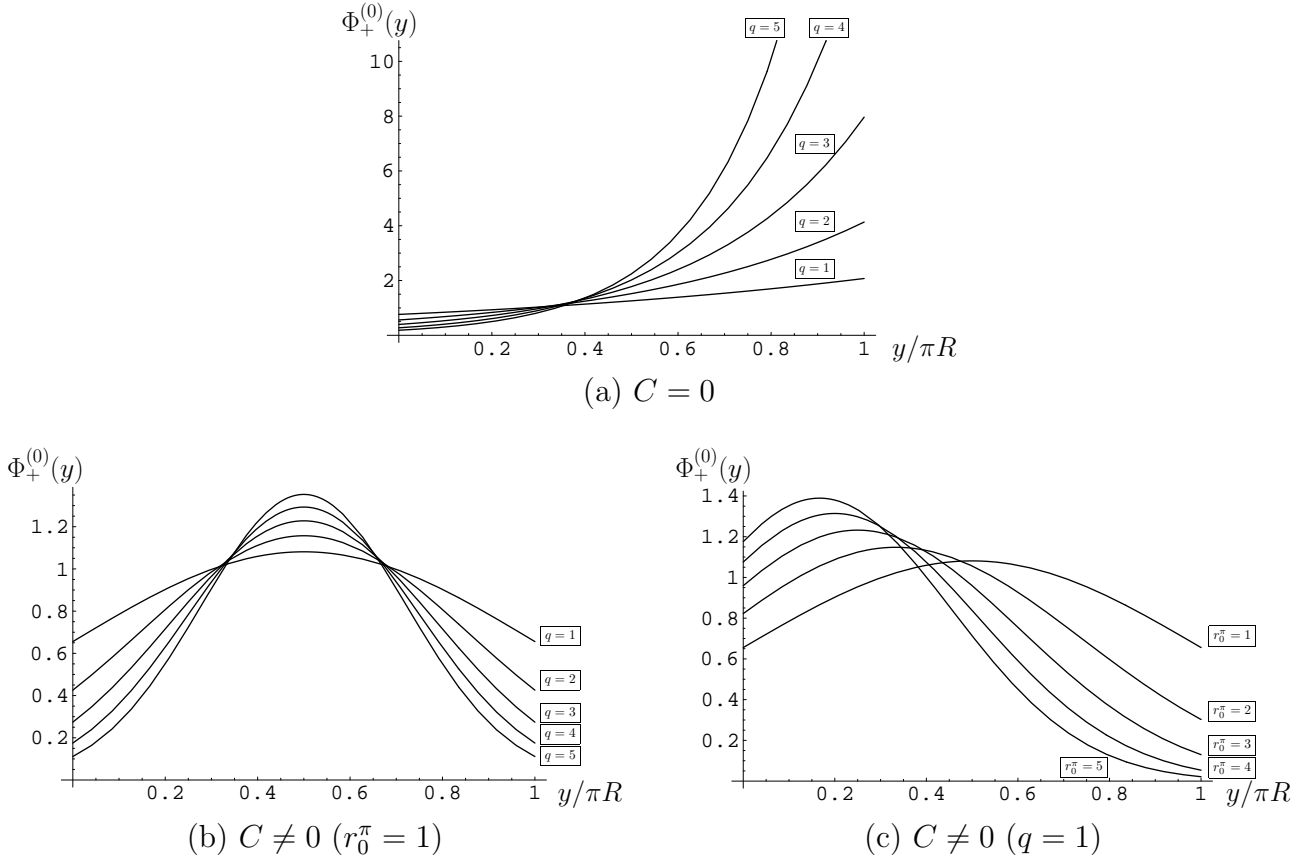 Φ₊⁽⁰⁾(y)
q = 5
q = 4
10
8
q = 3
6
4
q = 2
q = 1
2
0.2 0.4 0.6 0.8 1 y/πR
(a) C = 0
Φ₊⁽⁰⁾(y)
1.2
1
0.8
q = 1
0.6
q = 2
0.4
q = 3
q = 4
0.2
q = 5
0.2 0.4 0.6 0.8 1 y/πR
(b) C ≠ 0 (r₀^π = 1)
Φ₊⁽⁰⁾(y)
1.4
1.2
1
0.8
r₀^π = 1
0.6
0.4
r₀^π = 2
0.2
r₀^π = 3
r₀^π = 5
r₀^π = 4
0.2 0.4 0.6 0.8 1 y/πR
(c) C ≠ 0 (q = 1)